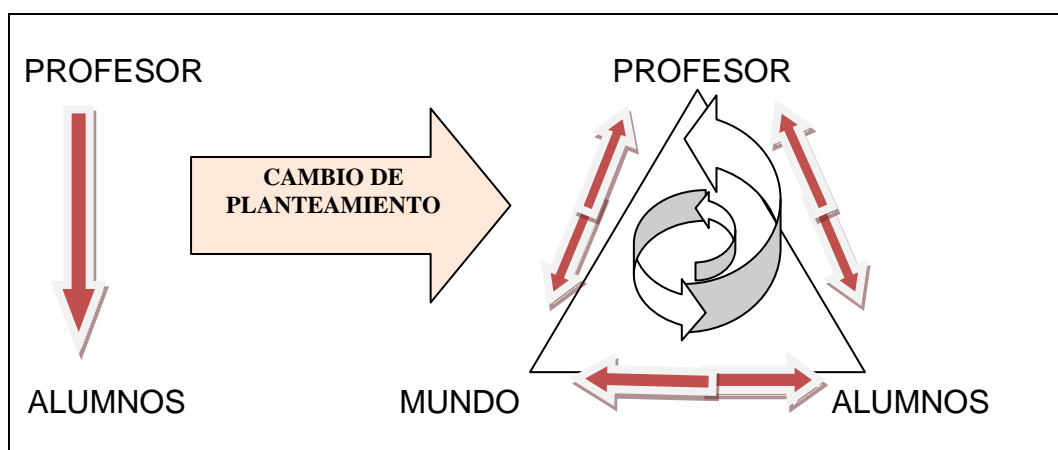 PROFESOR
ALUMNOS
CAMBIO DE
PLANTEAMIENTO
PROFESOR
MUNDO
ALUMNOS